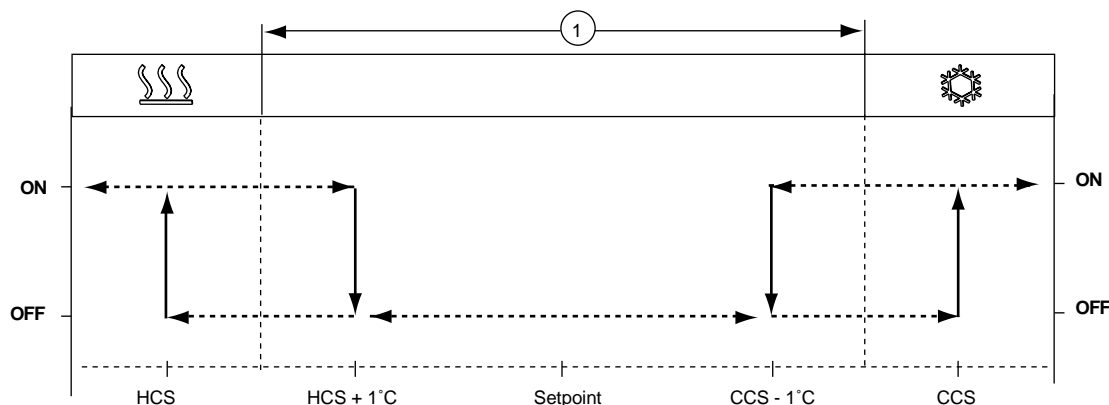 1
ON ON
OFF OFF
HCS HCS + 1˚C Setpoint CCS - 1˚C CCS